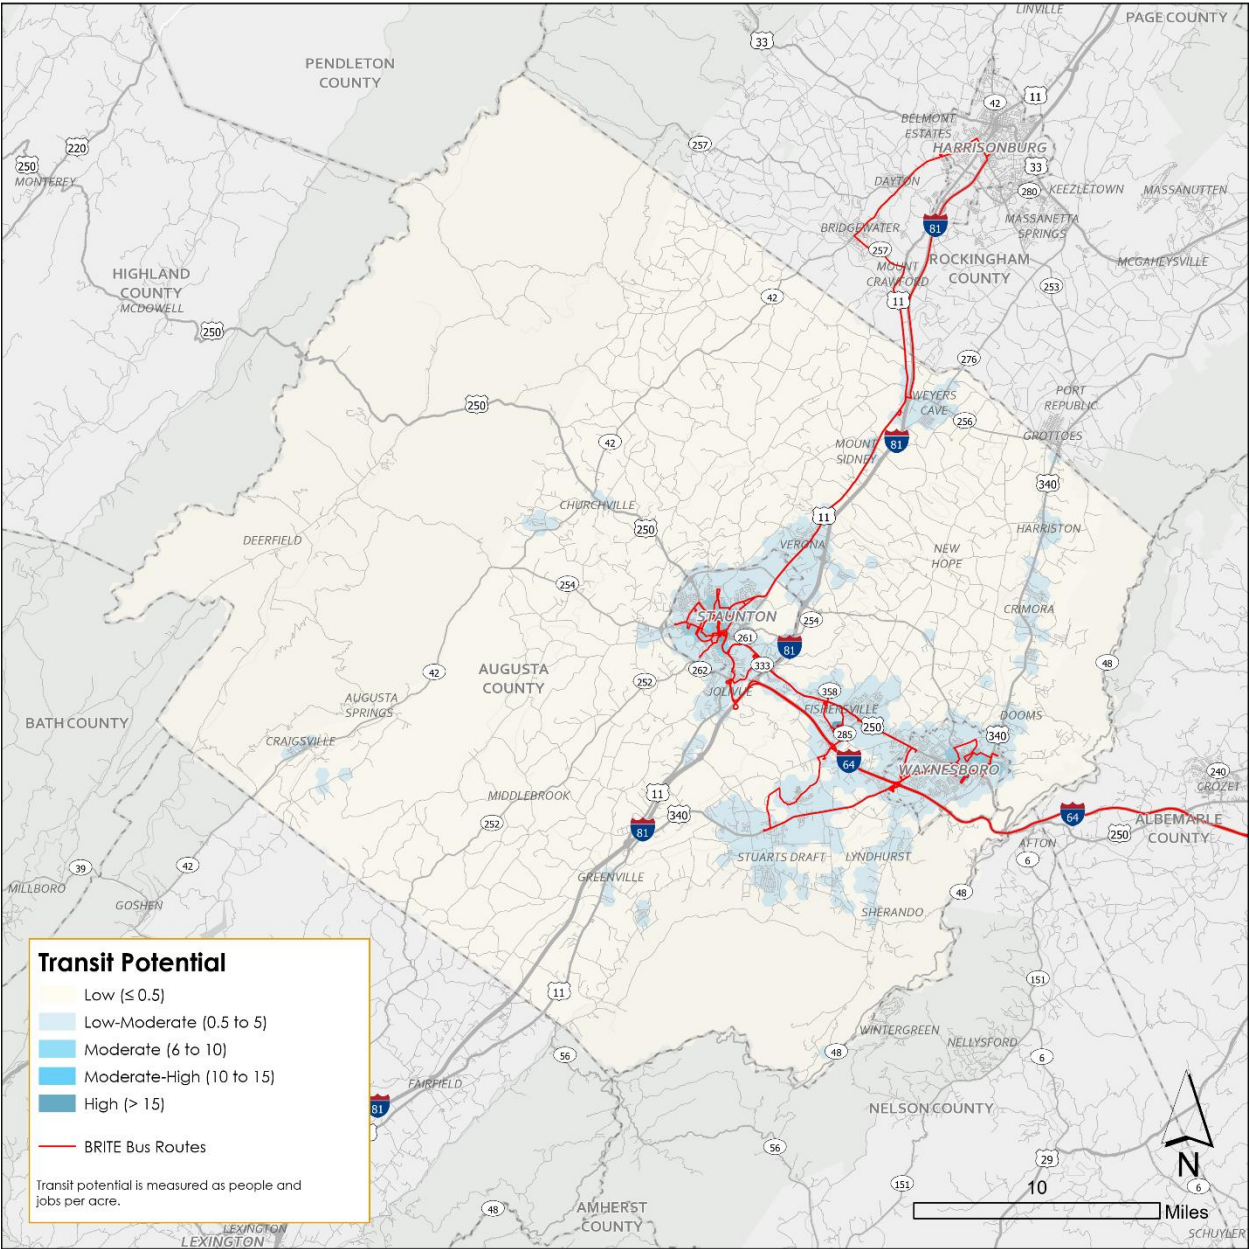 LINVILLE
PAGE COUNTY
33
PENDLETON
COUNTY
42
11
BELMONT
ESTATES
HARRISONBURG
257
220
250
MONTEREY
33
DAYTON
280
KEEZLETOWN
MASSANUTTEN
MASSANETTA
SPRINGS
BRIDGEWATER
81
257
MOUNT
CRAWFORD
ROCKINGHAM
COUNTY
MCGAHEYSVILLE
HIGHLAND
COUNTY
MCDOWELL
253
42
11
250
276
PORT
REPUBLIC
WEYERS
CAVE
250
256
GROTTOES
42
MOUNT
SIDNEY
81
340
CHURCHVILLE
11
250
HARRISTON
DEERFIELD
VERONA
NEW
HOPE
254
CRIMORA
STAUNTON
254
261
81
AUGUSTA
COUNTY
42
262
333
252
48
JOLIVUE
358
AUGUSTA
SPRINGS
FISHERSVILLE
DOOMS
BATH COUNTY
250
285
340
CRAIGSVILLE
64
WAYNESBORO
240
CROZET
MIDDLEBROOK
11
340
64
ALBEMARLE
COUNTY
252
81
250
AFTON
STUARTS DRAFT
LYNDHURST
6
39
42
MILLBORO
GREENVILLE
48
GOSHEN
SHERANDO
Transit Potential
Low (≤ 0.5)
Low-Moderate (0.5 to 5)
Moderate (6 to 10)
Moderate-High (10 to 15)
High (> 15)
BRITE Bus Routes
Transit potential is measured as people and
jobs per acre.
11
151
WINTERGREEN
NELLYSFORD
48
56
6
FAIRFIELD
81
NELSON COUNTY
56
29
N
151
6
10
Miles
48
AMHERST
COUNTY
LEXINGTON
LEXINGTON
SCHUYLER